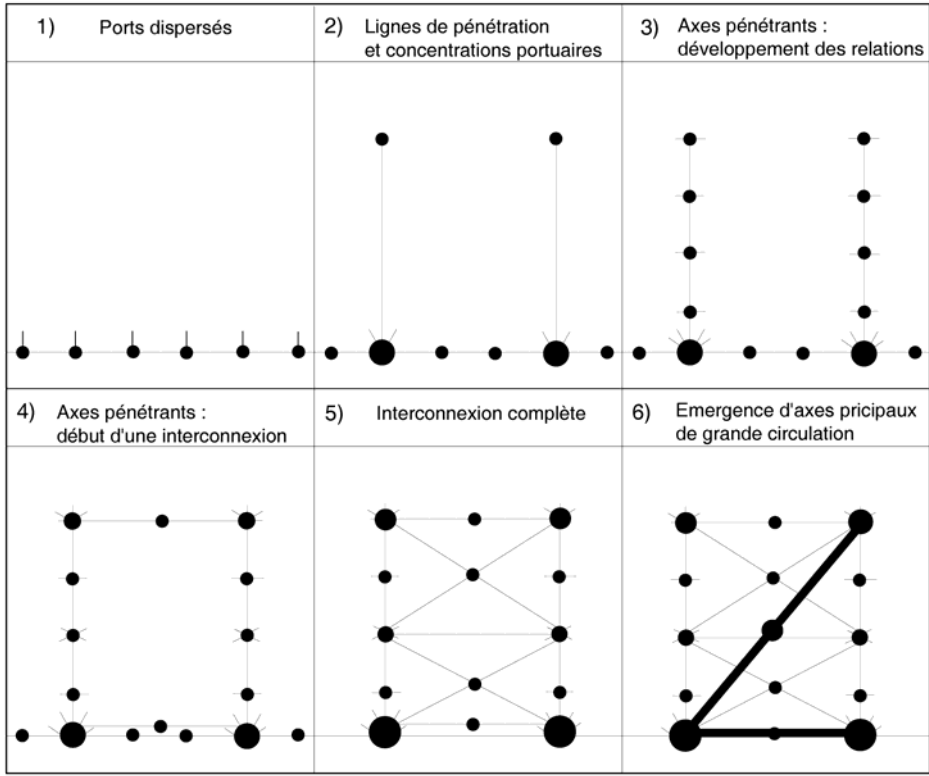 1) Ports dispersés
2) Lignes de pénétration
et concentrations portuaires
3) Axes pénétrants :
développement des relations
4) Axes pénétrants :
début d'une interconnexion
5) Interconnexion complète
6) Emergence d'axes pricipaux
de grande circulation